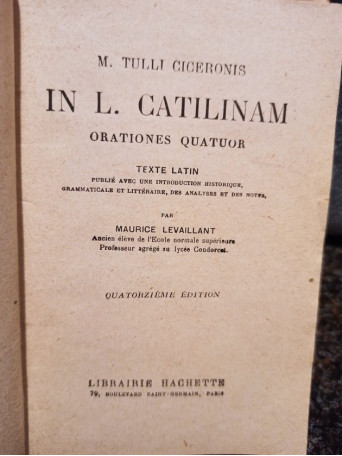 M. TULLI CICERONIS
IN L. CATILINAM
ORATIONES QUATUOR
TEXTE LATIN
PUBLIÉ AVEC UNE INTRODUCTION HISTORIQUE,
GRAMMATICALE ET LITTÉRAIRE, DES ANALYSES ET DES NOTES,
PAR
MAURICE LEVAILLANT
Ancien élève de l'Ecole normale supérieure
Professeur agrégé au lycée Condorcet.
QUATORZIÈME ÉDITION
LIBRAIRIE HACHETTE
79, BOULEVARD SAINT-GERMAIN, PARIS